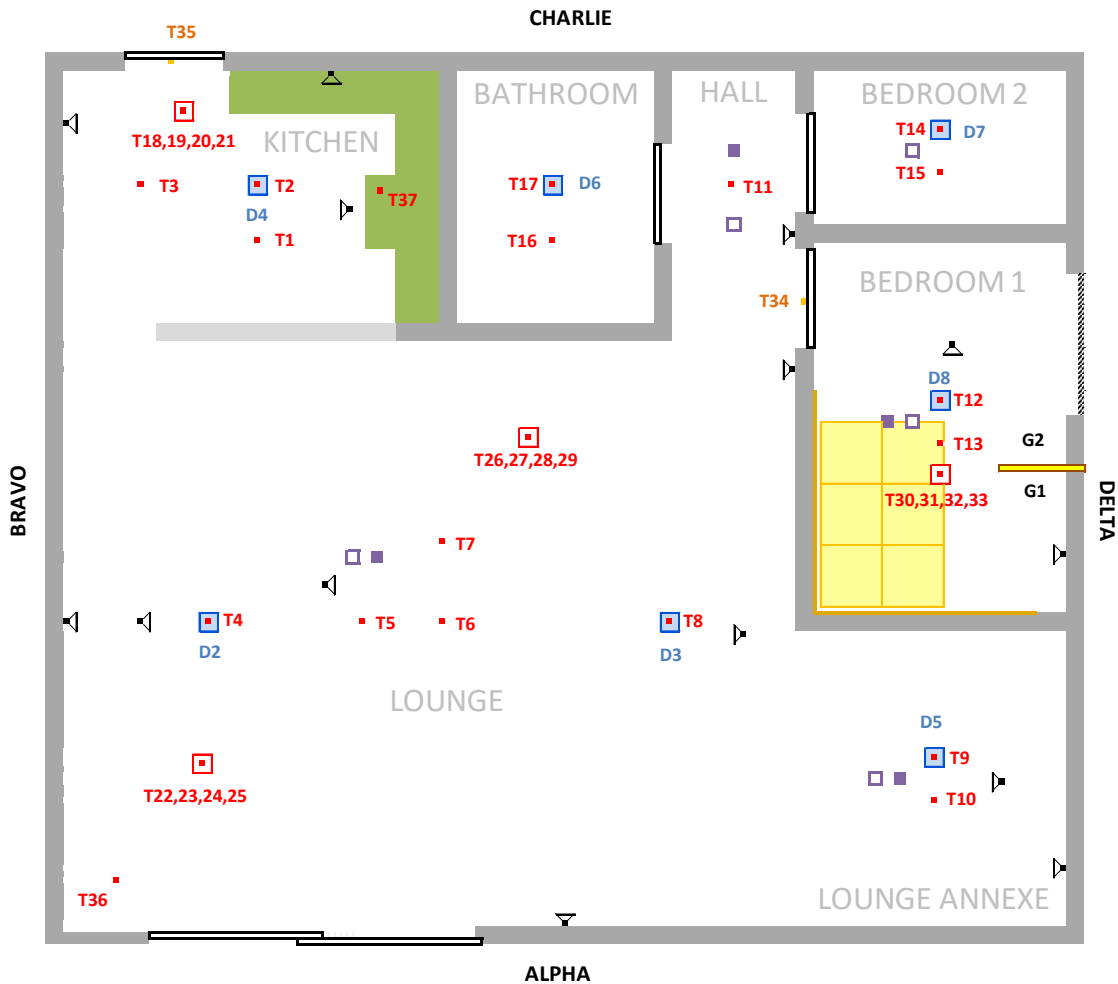 CHARLIE
T35
BATHROOM
HALL
BEDROOM 2
T18,19,20,21
KITCHEN
T14
D7
T3
T2
T37
T17
D6
T11
T15
D4
T1
T16
BEDROOM 1
T34
D8
T12
T13
G2
T26,27,28,29
BRAVO
T30,31,32,33
G1
DELTA
T7
T4
T5
T6
T8
D2
D3
LOUNGE
D5
T9
T22,23,24,25
T10
T36
LOUNGE ANNEXE
ALPHA